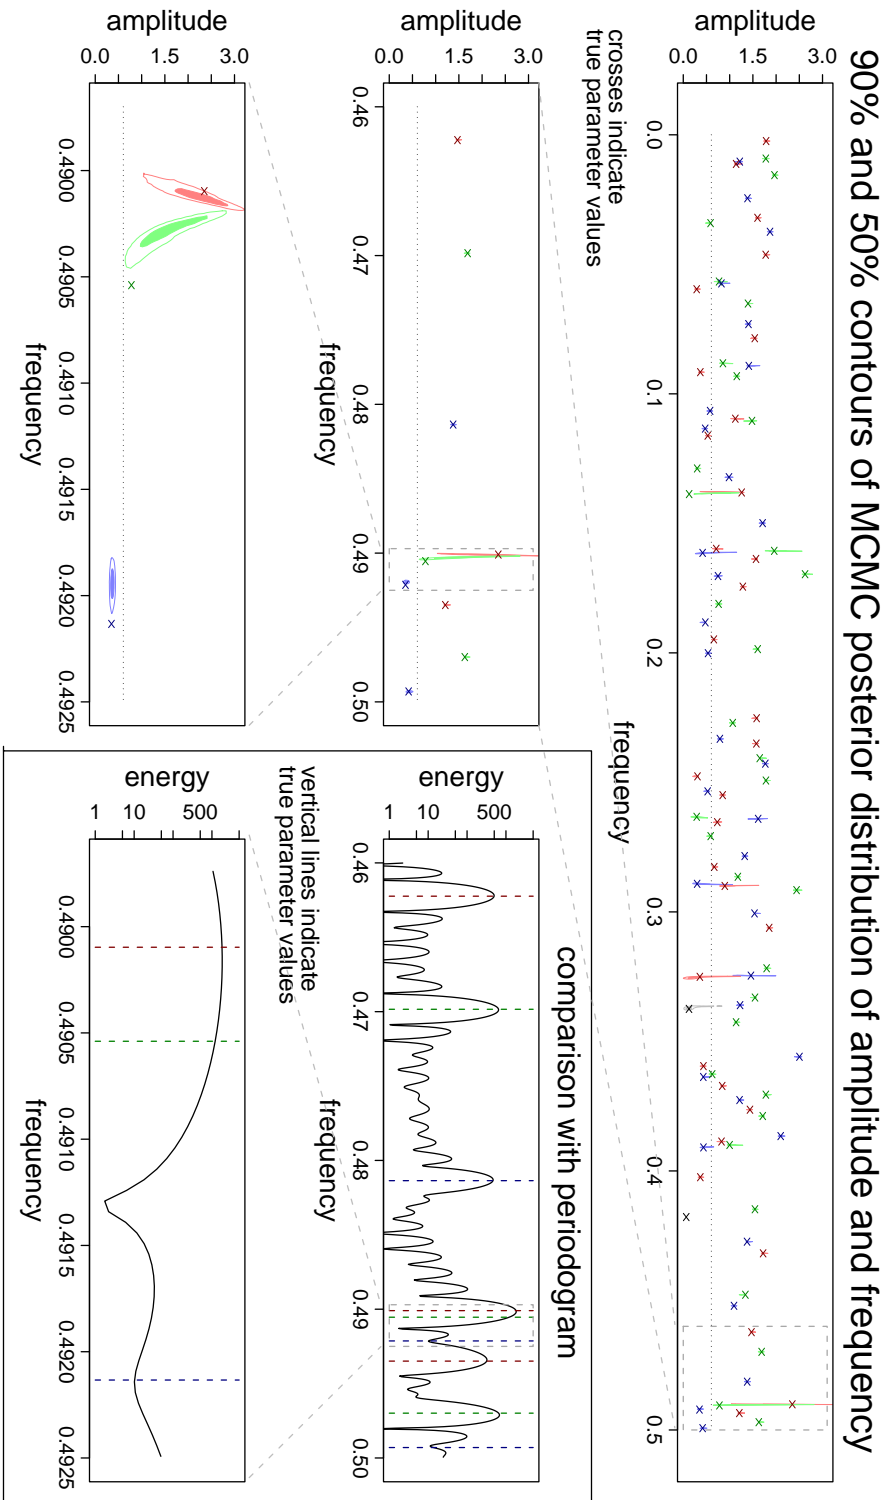 90% and 50% contours of MCMC posterior distribution of amplitude and frequency
amplitude
0.0 1.5 3.0
0.0 0.1 0.2 0.3 0.4 0.5
frequency
crosses indicate
true parameter values
amplitude
0.0 1.5 3.0
0.46 0.47 0.48 0.49 0.50
frequency
amplitude
0.0 1.5 3.0
0.4900 0.4905 0.4910 0.4915 0.4920 0.4925
frequency
comparison with periodogram
energy
1 10 500
0.46 0.47 0.48 0.49 0.50
frequency
vertical lines indicate
true parameter values
energy
1 10 500
0.4900 0.4905 0.4910 0.4915 0.4920 0.4925
frequency